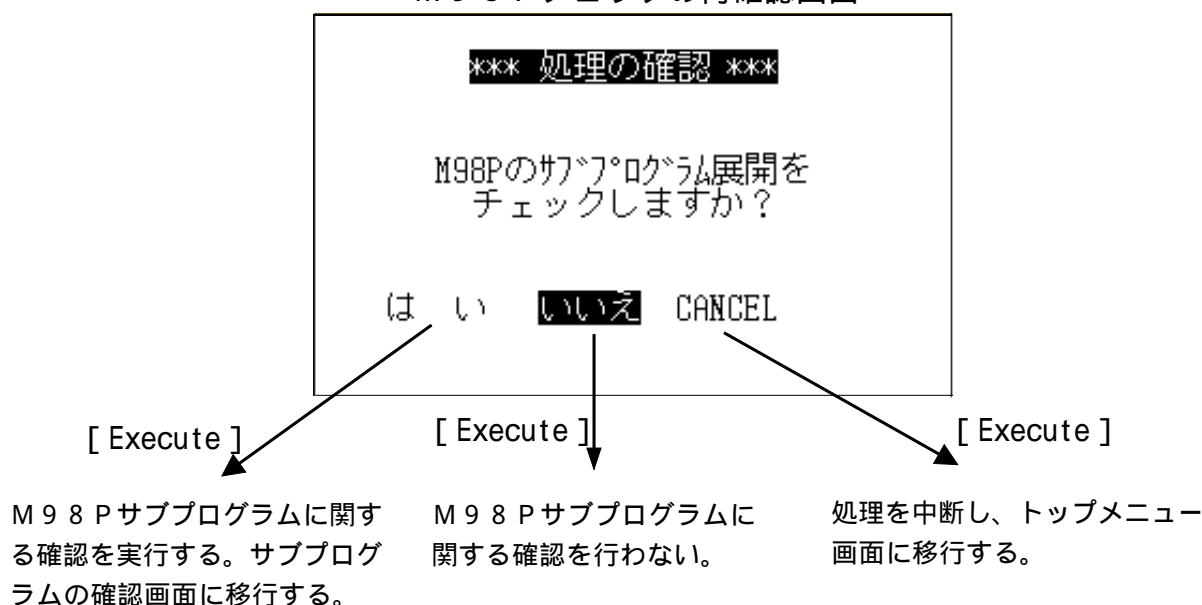 *** 処理の確認 ***
M98Pのｻﾌﾞﾌﾟﾛｸﾞﾗﾑ展開を
チェックしますか？
は い いいえ CANCEL
[ Execute ] [ Execute ] [ Execute ]
Ｍ９８Ｐサブプログラムに関す
る確認を実行する。サブプログ
ラムの確認画面に移行する。
Ｍ９８Ｐサブプログラムに
関する確認を行わない。
処理を中断し、トップメニュー
画面に移行する。